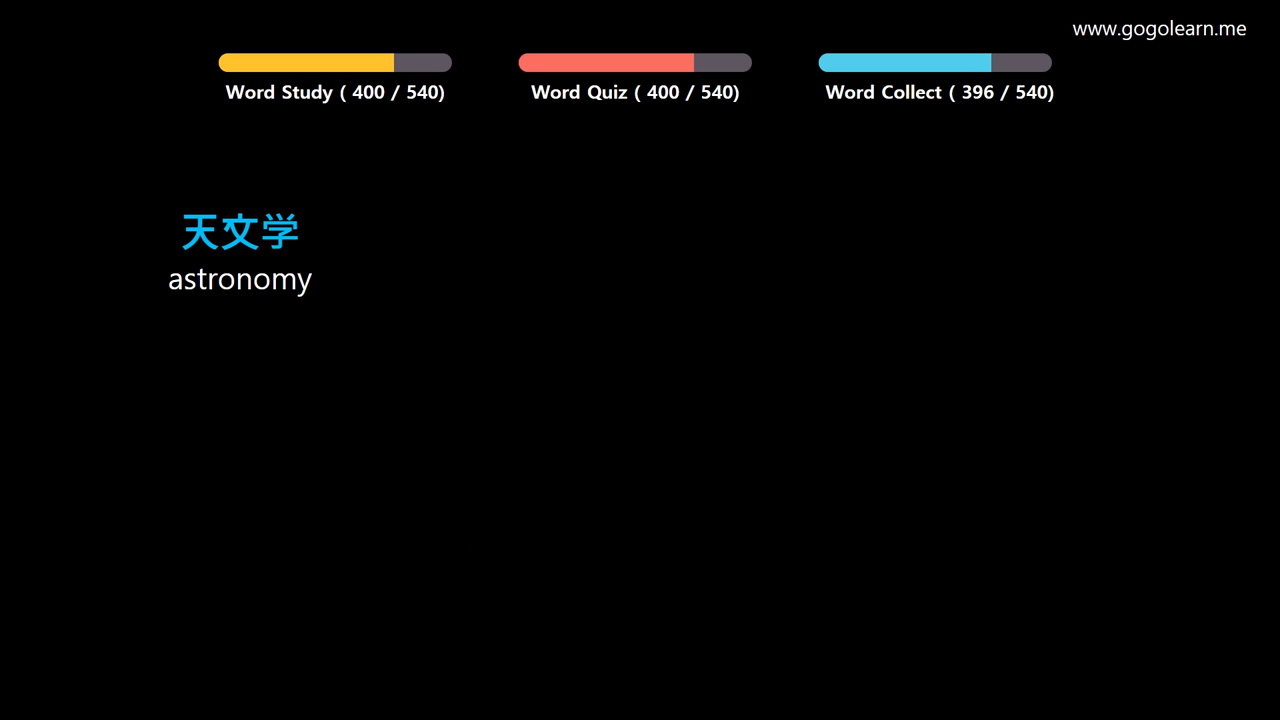 www.gogolearn.me
Word Study ( 400 / 540)
Word Quiz ( 400 / 540)
Word Collect ( 396 / 540)
天文学
astronomy